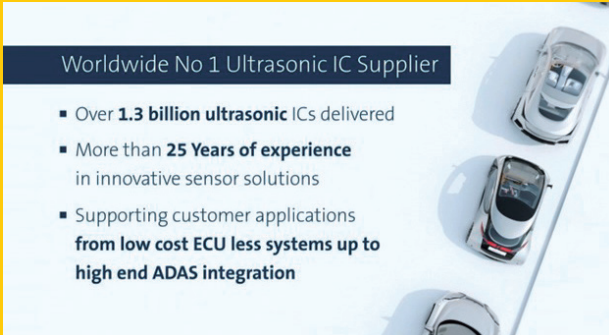 Worldwide No 1 Ultrasonic IC Supplier
▪ Over 1.3 billion ultrasonic ICs delivered
▪ More than 25 Years of experience
in innovative sensor solutions
▪ Supporting customer applications
from low cost ECU less systems up to
high end ADAS integration